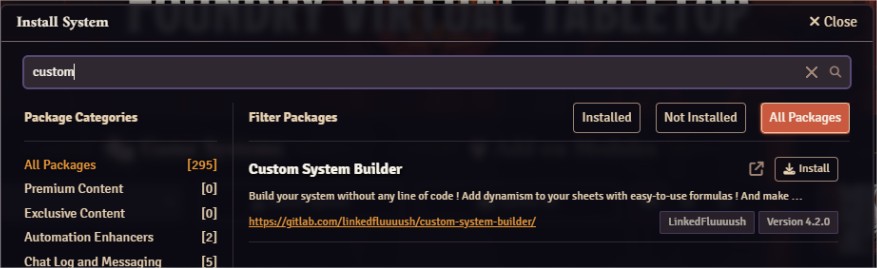 FOUNDRY VIRTUAL TABLETOP
Install System
Close
custom
Package Categories
Filter Packages
Installed
Not Installed
All Packages
All Packages [295]
Premium Content [0]
Exclusive Content [0]
Automation Enhancers [2]
Chat Log and Messaging [5]
Custom System Builder
Install
Build your system without any line of code ! Add dynamism to your sheets with easy-to-use formulas ! And make ...
https://gitlab.com/linkedfluuuush/custom-system-builder/
LinkedFluuuush
Version 4.2.0